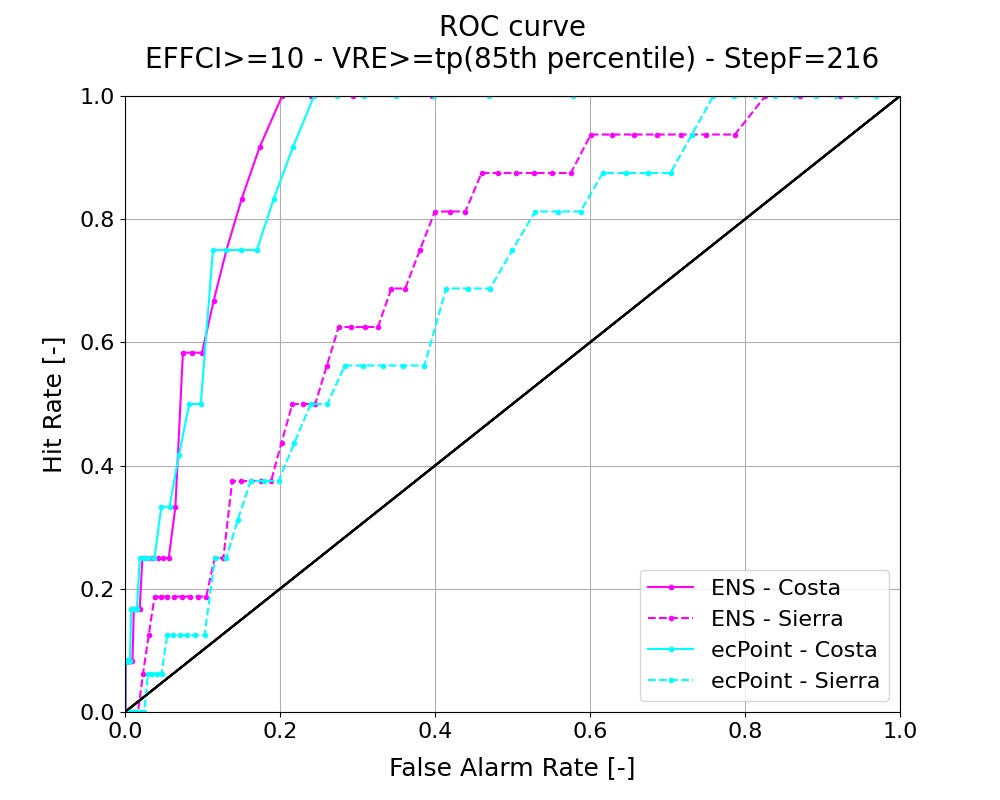 ROC curve
EFFCI>=10 - VRE>=tp(85th percentile) - StepF=216
1.0
0.8
0.6
0.4
0.2
0.0
Hit Rate [-]
ENS - Costa
ENS - Sierra
ecPoint - Costa
ecPoint - Sierra
0.0 0.2 0.4 0.6 0.8 1.0
False Alarm Rate [-]